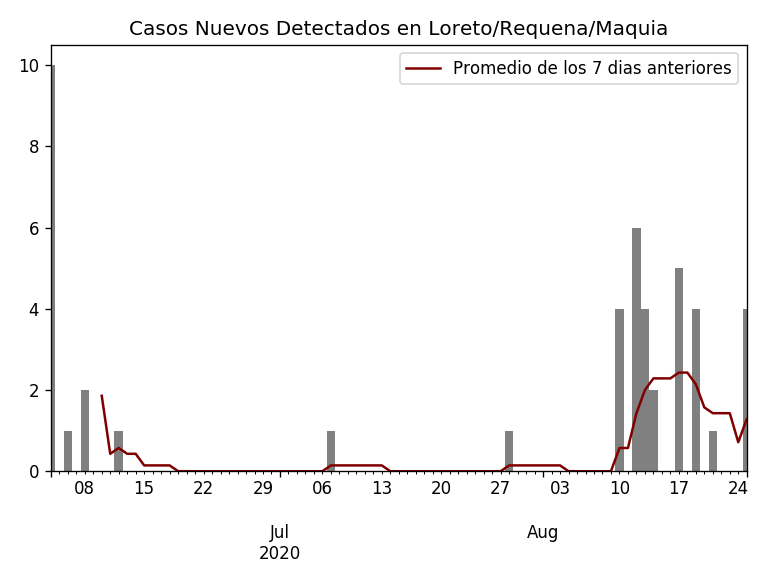 Casos Nuevos Detectados en Loreto/Requena/Maquia
Promedio de los 7 dias anteriores
10
8
6
4
2
0
08 15 22 29 06 13 20 27 03 10 17 24
Jul Aug
2020